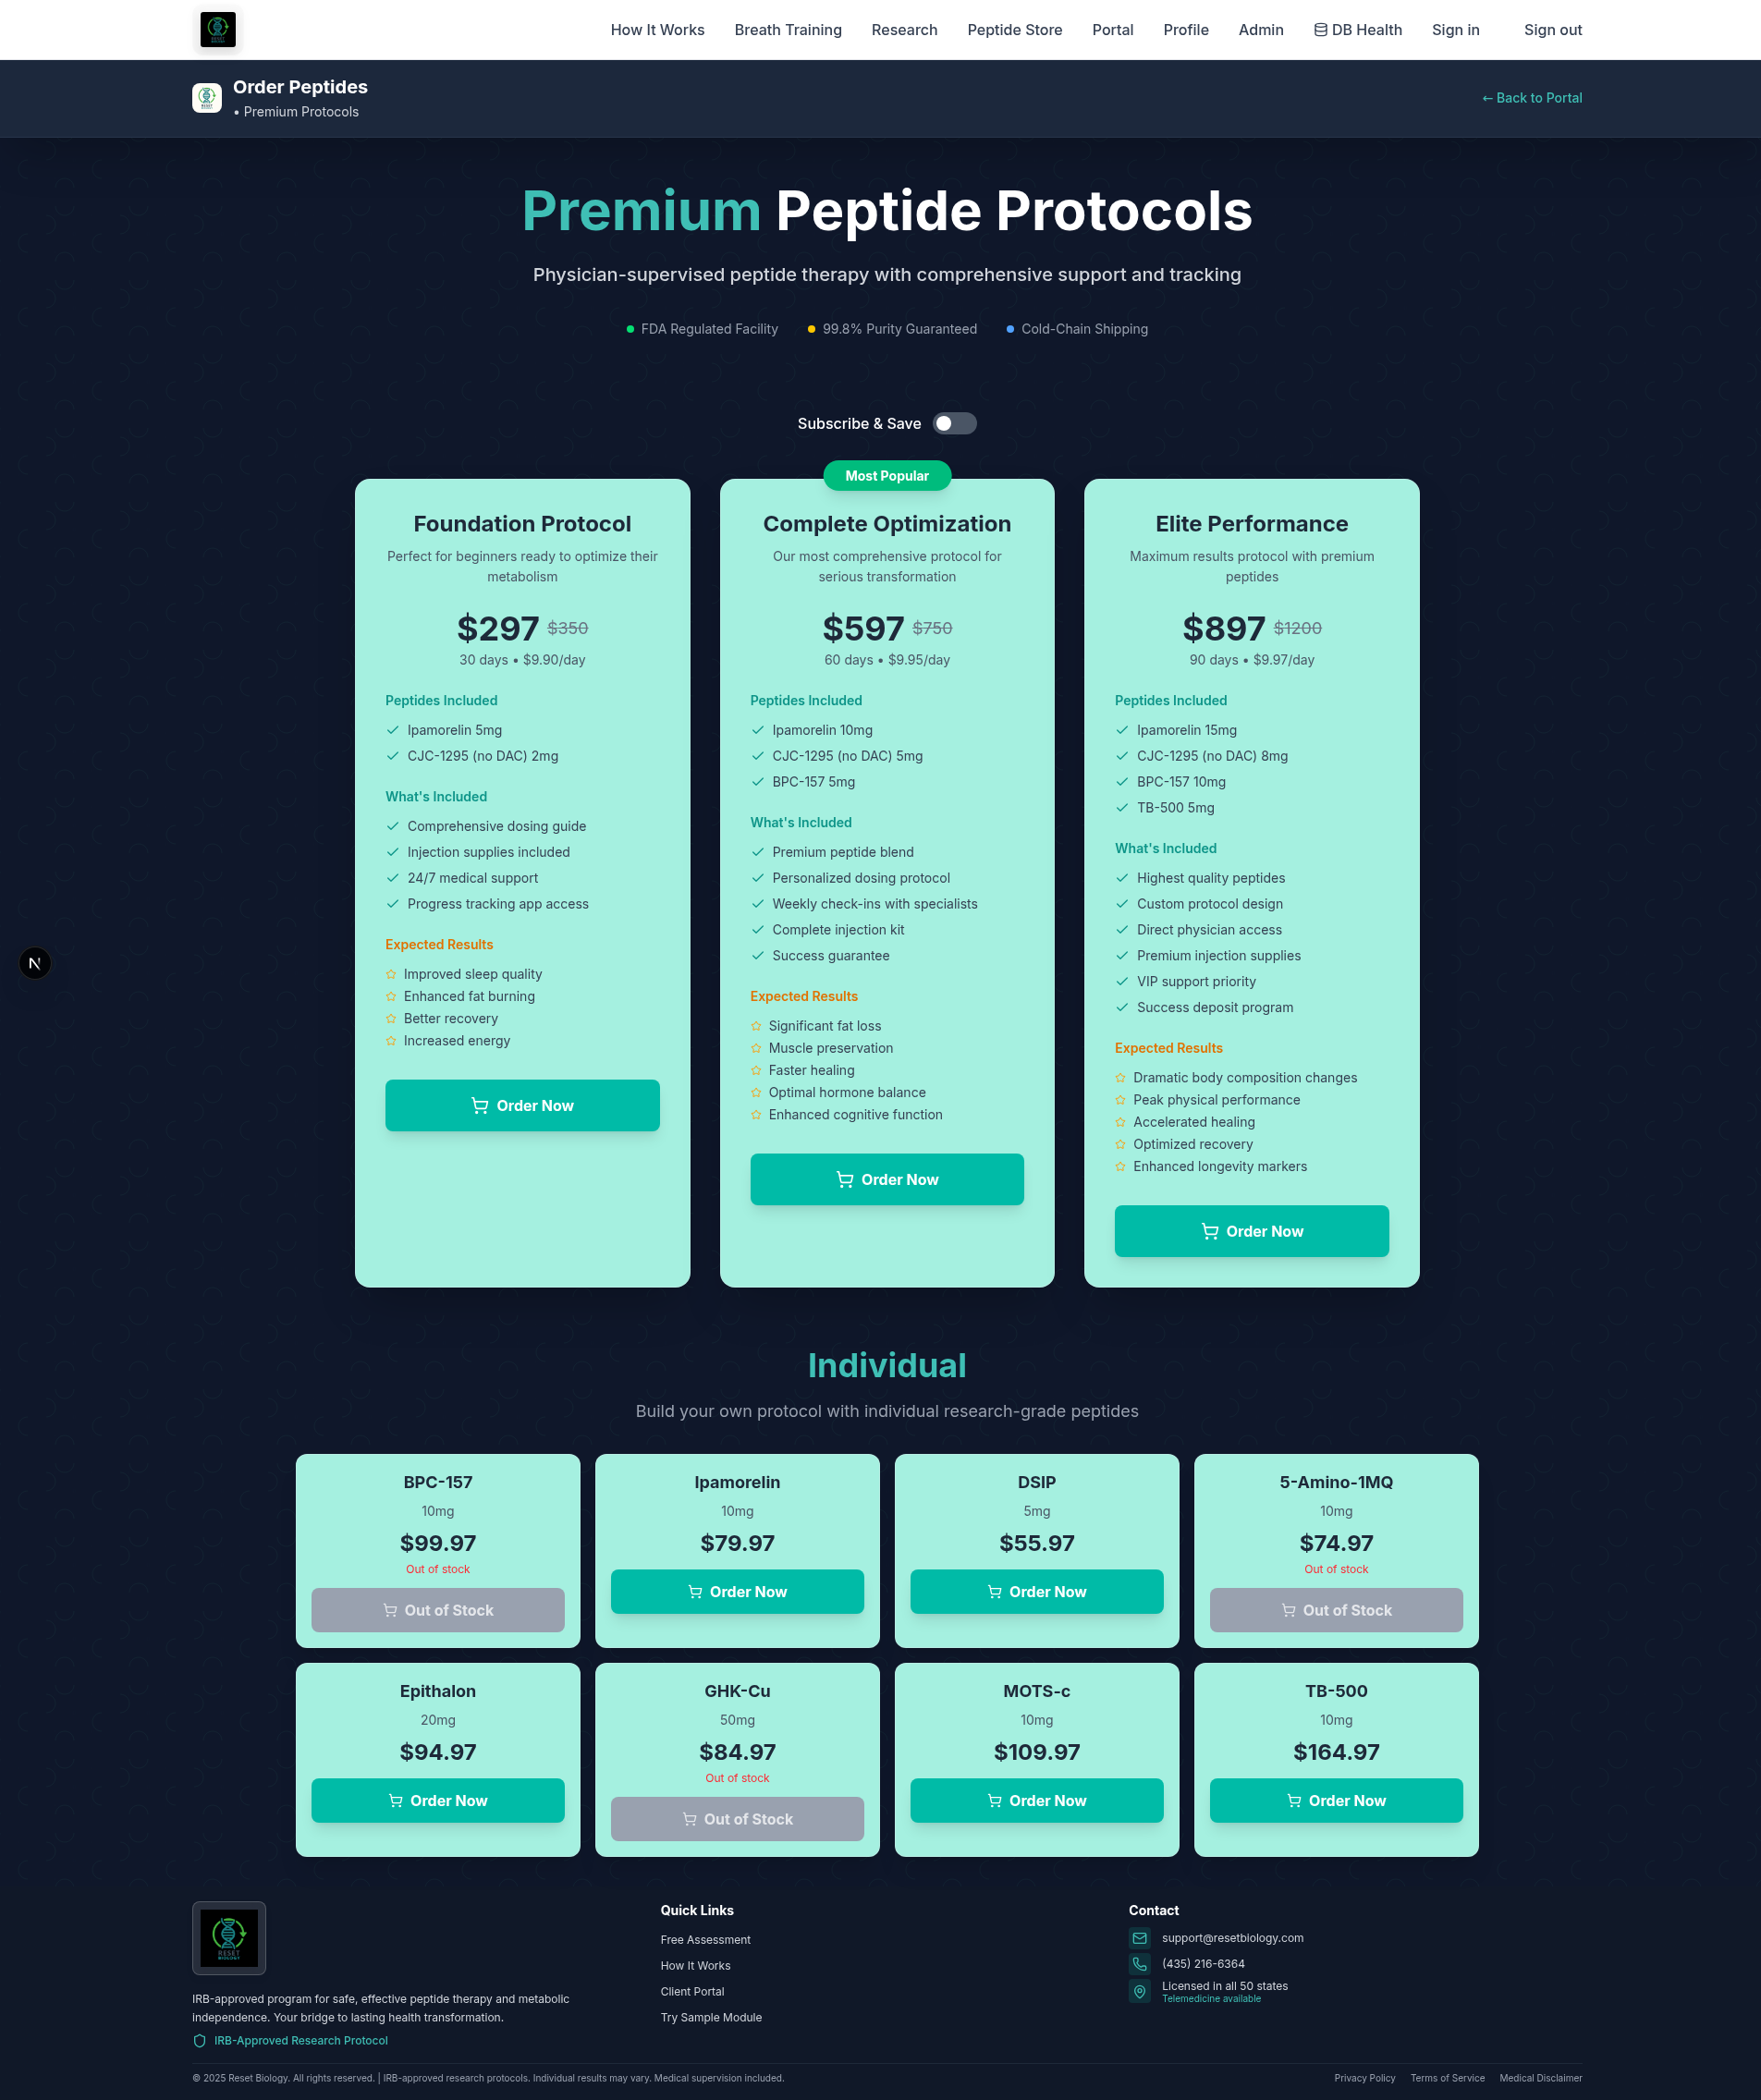 How It Works Breath Training Research Peptide Store Portal Profile Admin DB Health Sign in Sign out
Order Peptides
• Premium Protocols
← Back to Portal
Premium Peptide Protocols
Physician-supervised peptide therapy with comprehensive support and tracking
FDA Regulated Facility 99.8% Purity Guaranteed Cold-Chain Shipping
Subscribe & Save
Foundation Protocol
Perfect for beginners ready to optimize their
metabolism
$297 $350
30 days • $9.90/day
Peptides Included
Ipamorelin 5mg
CJC-1295 (no DAC) 2mg
What's Included
Comprehensive dosing guide
Injection supplies included
24/7 medical support
Progress tracking app access
Expected Results
Improved sleep quality
Enhanced fat burning
Better recovery
Increased energy
Order Now
Most Popular
Complete Optimization
Our most comprehensive protocol for
serious transformation
$597 $750
60 days • $9.95/day
Peptides Included
Ipamorelin 10mg
CJC-1295 (no DAC) 5mg
BPC-157 5mg
What's Included
Premium peptide blend
Personalized dosing protocol
Weekly check-ins with specialists
Complete injection kit
Success guarantee
Expected Results
Significant fat loss
Muscle preservation
Faster healing
Optimal hormone balance
Enhanced cognitive function
Order Now
Elite Performance
Maximum results protocol with premium
peptides
$897 $1200
90 days • $9.97/day
Peptides Included
Ipamorelin 15mg
CJC-1295 (no DAC) 8mg
BPC-157 10mg
TB-500 5mg
What's Included
Highest quality peptides
Custom protocol design
Direct physician access
Premium injection supplies
VIP support priority
Success deposit program
Expected Results
Dramatic body composition changes
Peak physical performance
Accelerated healing
Optimized recovery
Enhanced longevity markers
Order Now
N
Individual
Build your own protocol with individual research-grade peptides
BPC-157
10mg
$99.97
Out of stock
Out of Stock
Ipamorelin
10mg
$79.97
Order Now
DSIP
5mg
$55.97
Order Now
5-Amino-1MQ
10mg
$74.97
Out of stock
Out of Stock
Epithalon
20mg
$94.97
Order Now
GHK-Cu
50mg
$84.97
Out of stock
Out of Stock
MOTS-c
10mg
$109.97
Order Now
TB-500
10mg
$164.97
Order Now
RESET
BIOLOGY
IRB-approved program for safe, effective peptide therapy and metabolic
independence. Your bridge to lasting health transformation.
IRB-Approved Research Protocol
Quick Links
Free Assessment
How It Works
Client Portal
Try Sample Module
Contact
support@resetbiology.com
(435) 216-6364
Licensed in all 50 states
Telemedicine available
© 2025 Reset Biology. All rights reserved. | IRB-approved research protocols. Individual results may vary. Medical supervision included.
Privacy Policy Terms of Service Medical Disclaimer